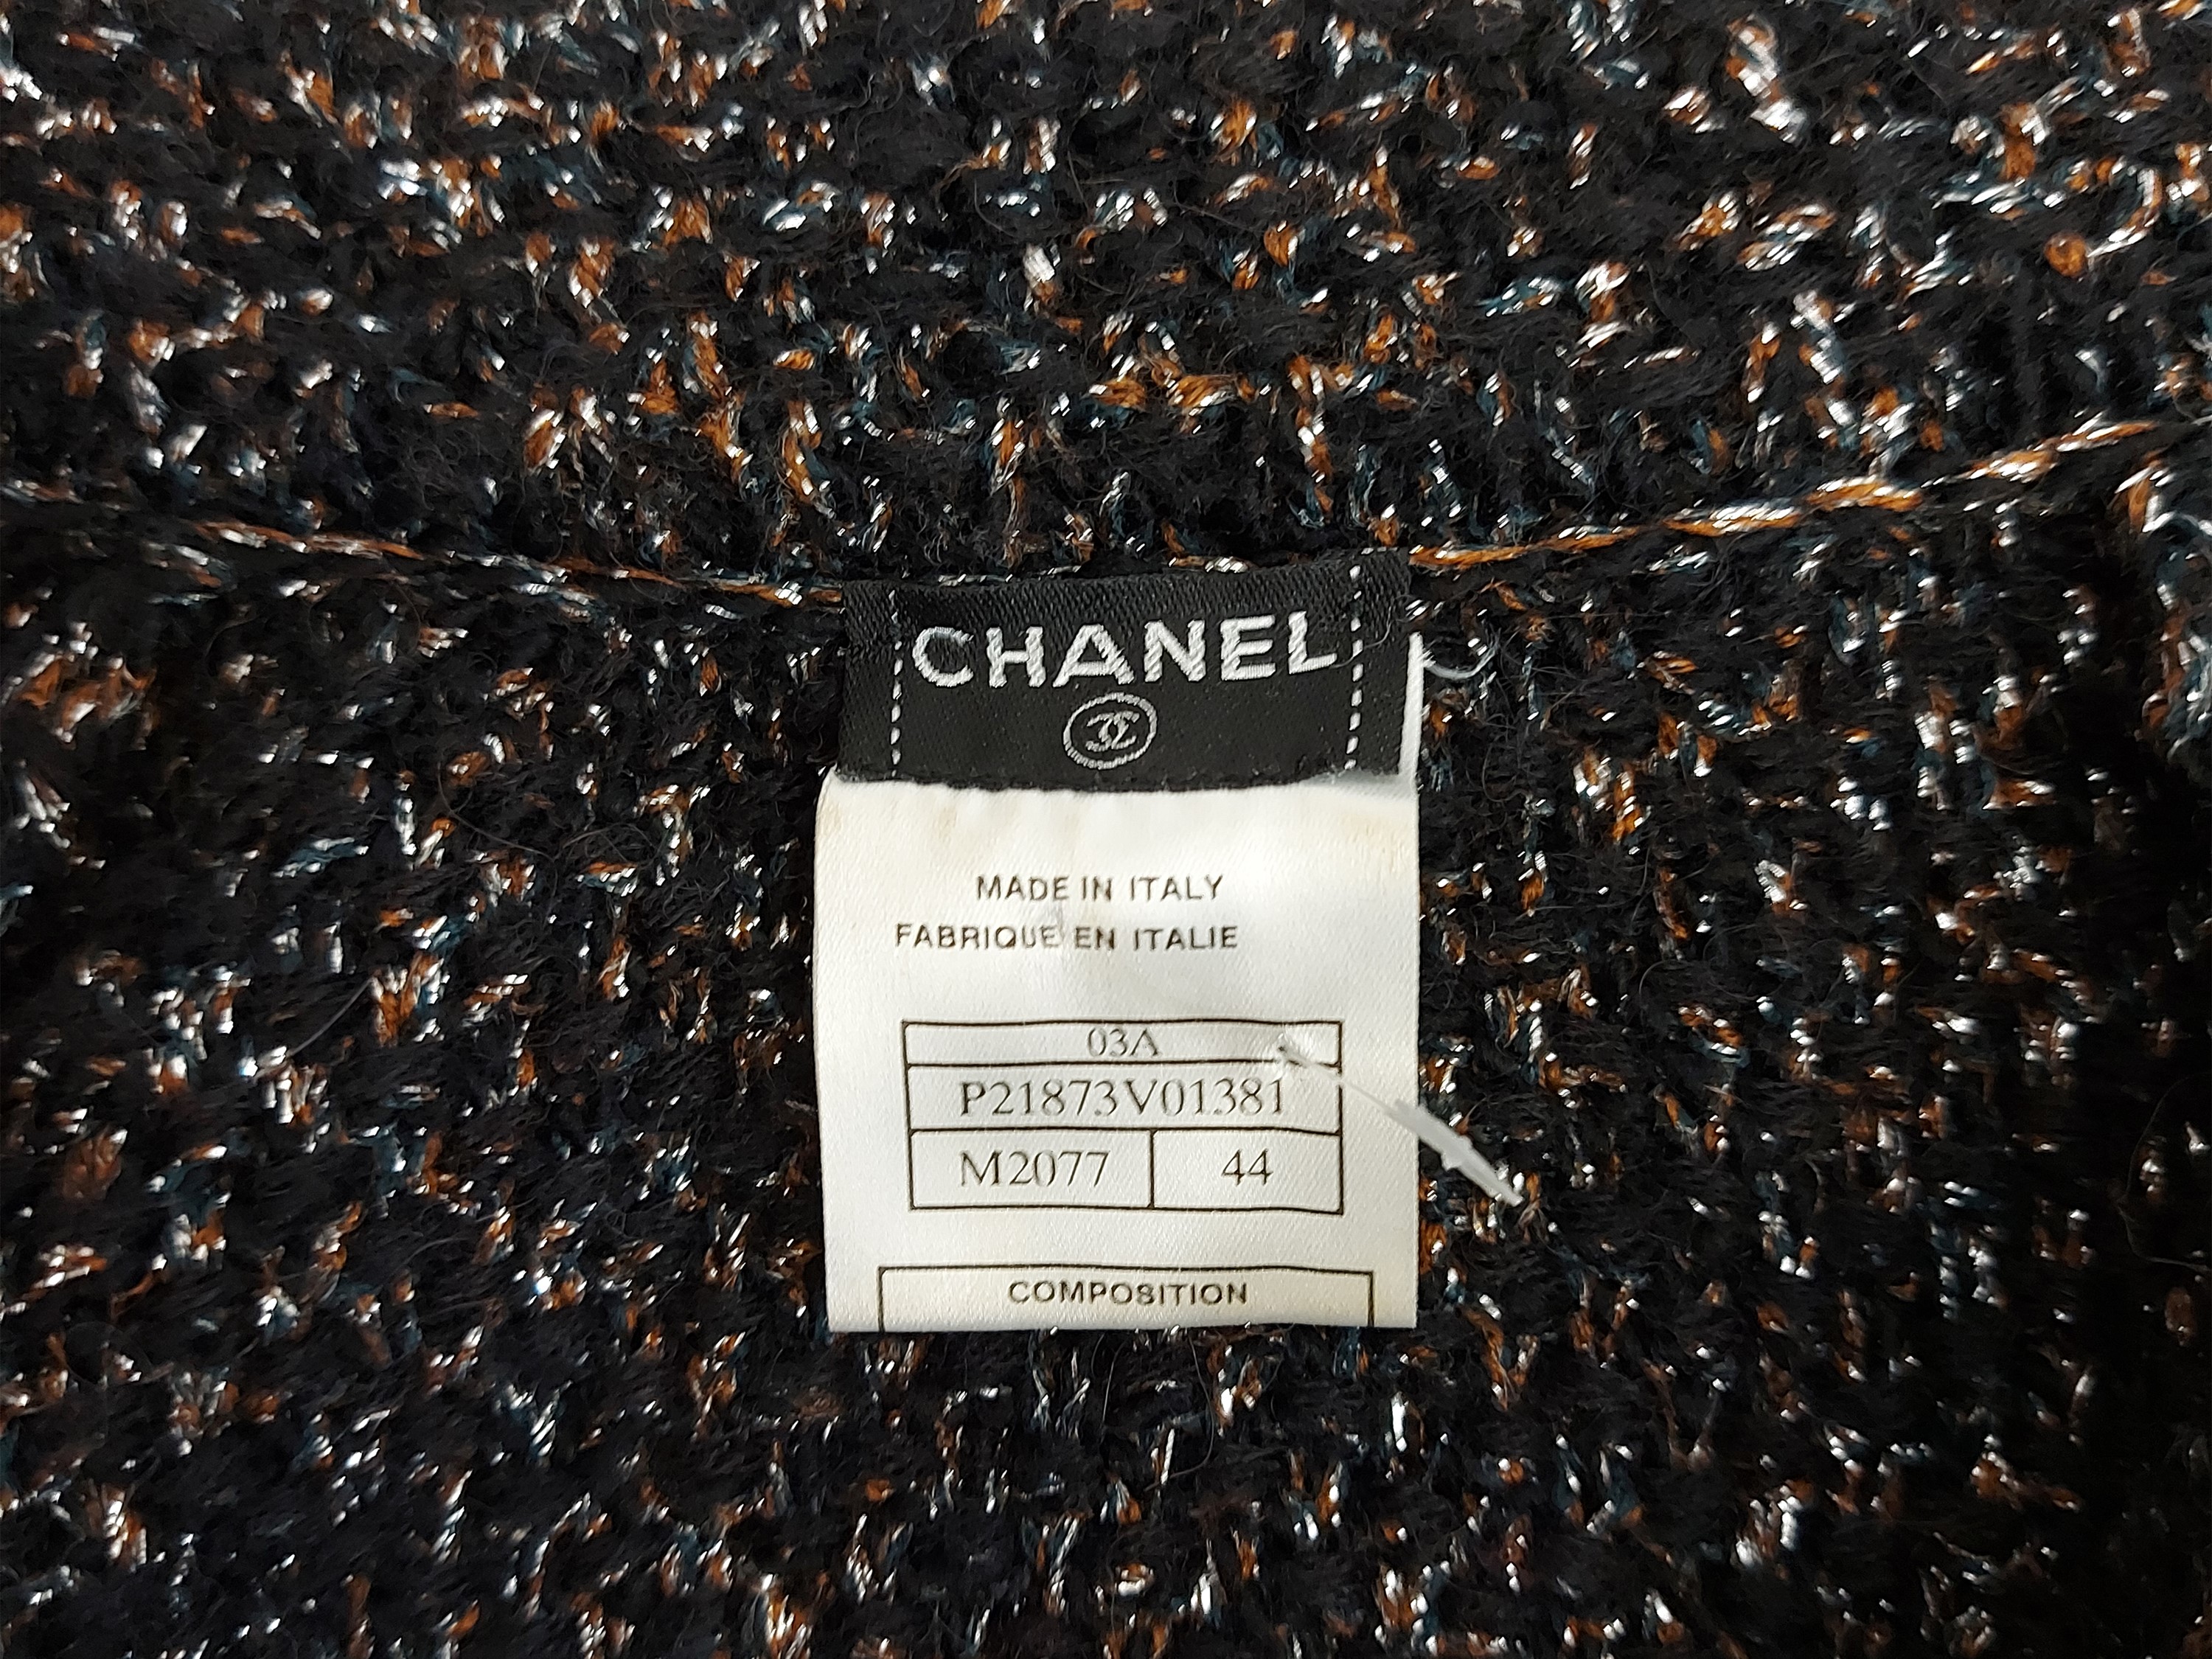 CHANEL
MADE IN ITALY
FABRIQUE EN ITALIE
03A
P21873V01381
M2077 44
COMPOSITION